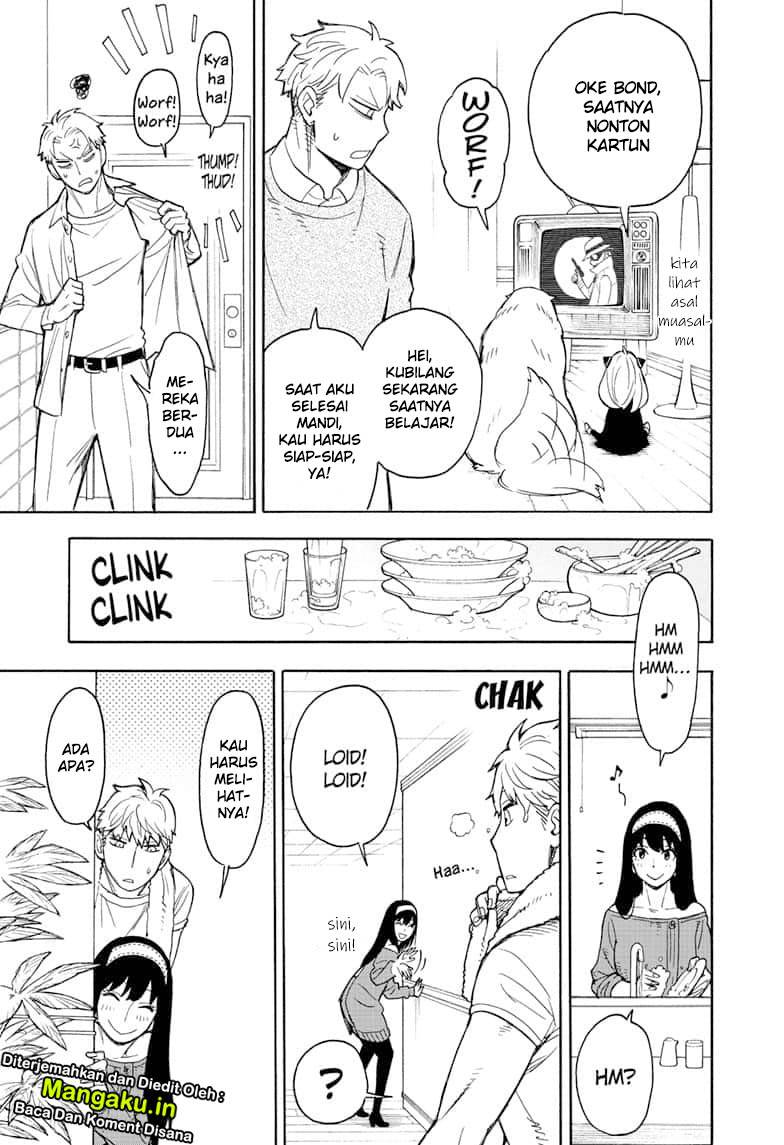 OKE BOND,
SAATNYA
NONTON
KARTUN
kita
lihat
asal
muasal-
mu
WORF!
HEI,
KUBILANG
SEKARANG
SAATNYA
BELAJAR!
SAAT AKU
SELESAI
MANDI,
KAU HARUS
SIAP-SIAP,
YA!
Kya
ha
ha!
Worf!
Worf!
THUMP!
THUD!
ME-
REKA
BER-
DUA
...
CLINK
CLINK
HM
HMM
HMM...
♪
HM?
CHAK
Haa...
LOID!
LOID!
sini,
sini!
?
KAU
HARUS
MELI-
HAT-
NYA!
ADA
APA?
Diterjemahkan dan Diedit Oleh :
Mangaku.in
Baca Dan Koment Disana